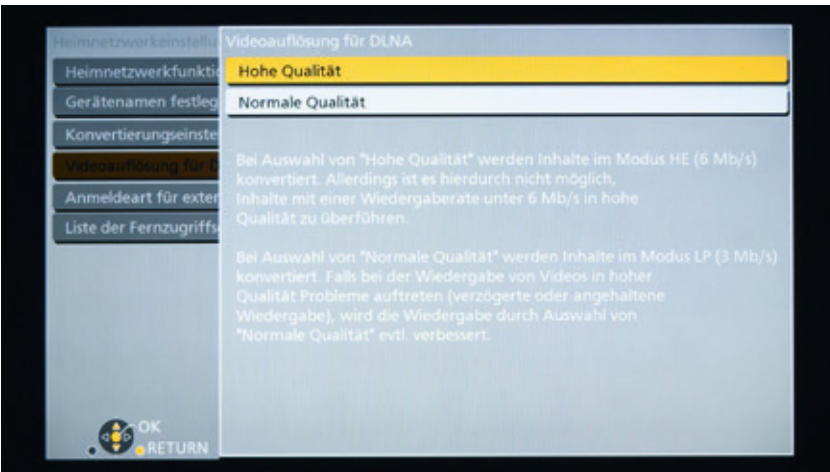 Heimnetzwerkeinstellu
Videoauflösung für DLNA
Heimnetzwerkfunktio
Gerätenamen festleg
Konvertierungseinste
Videoauflösung für D
Anmeldeart für exter
Liste der Fernzugriffs
Hohe Qualität
Normale Qualität
Bei Auswahl von "Hohe Qualität" werden Inhalte im Modus HE (6 Mb/s)
konvertiert. Allerdings ist es hierdurch nicht möglich,
Inhalte mit einer Wiedergaberate unter 6 Mb/s in hohe
Qualität zu überführen.
Bei Auswahl von "Normale Qualität" werden Inhalte im Modus LP (3 Mb/s)
konvertiert. Falls bei der Wiedergabe von Videos in hoher
Qualität Probleme auftreten (verzögerte oder angehaltene
Wiedergabe), wird die Wiedergabe durch Auswahl von
"Normale Qualität" evtl. verbessert.
OK
RETURN